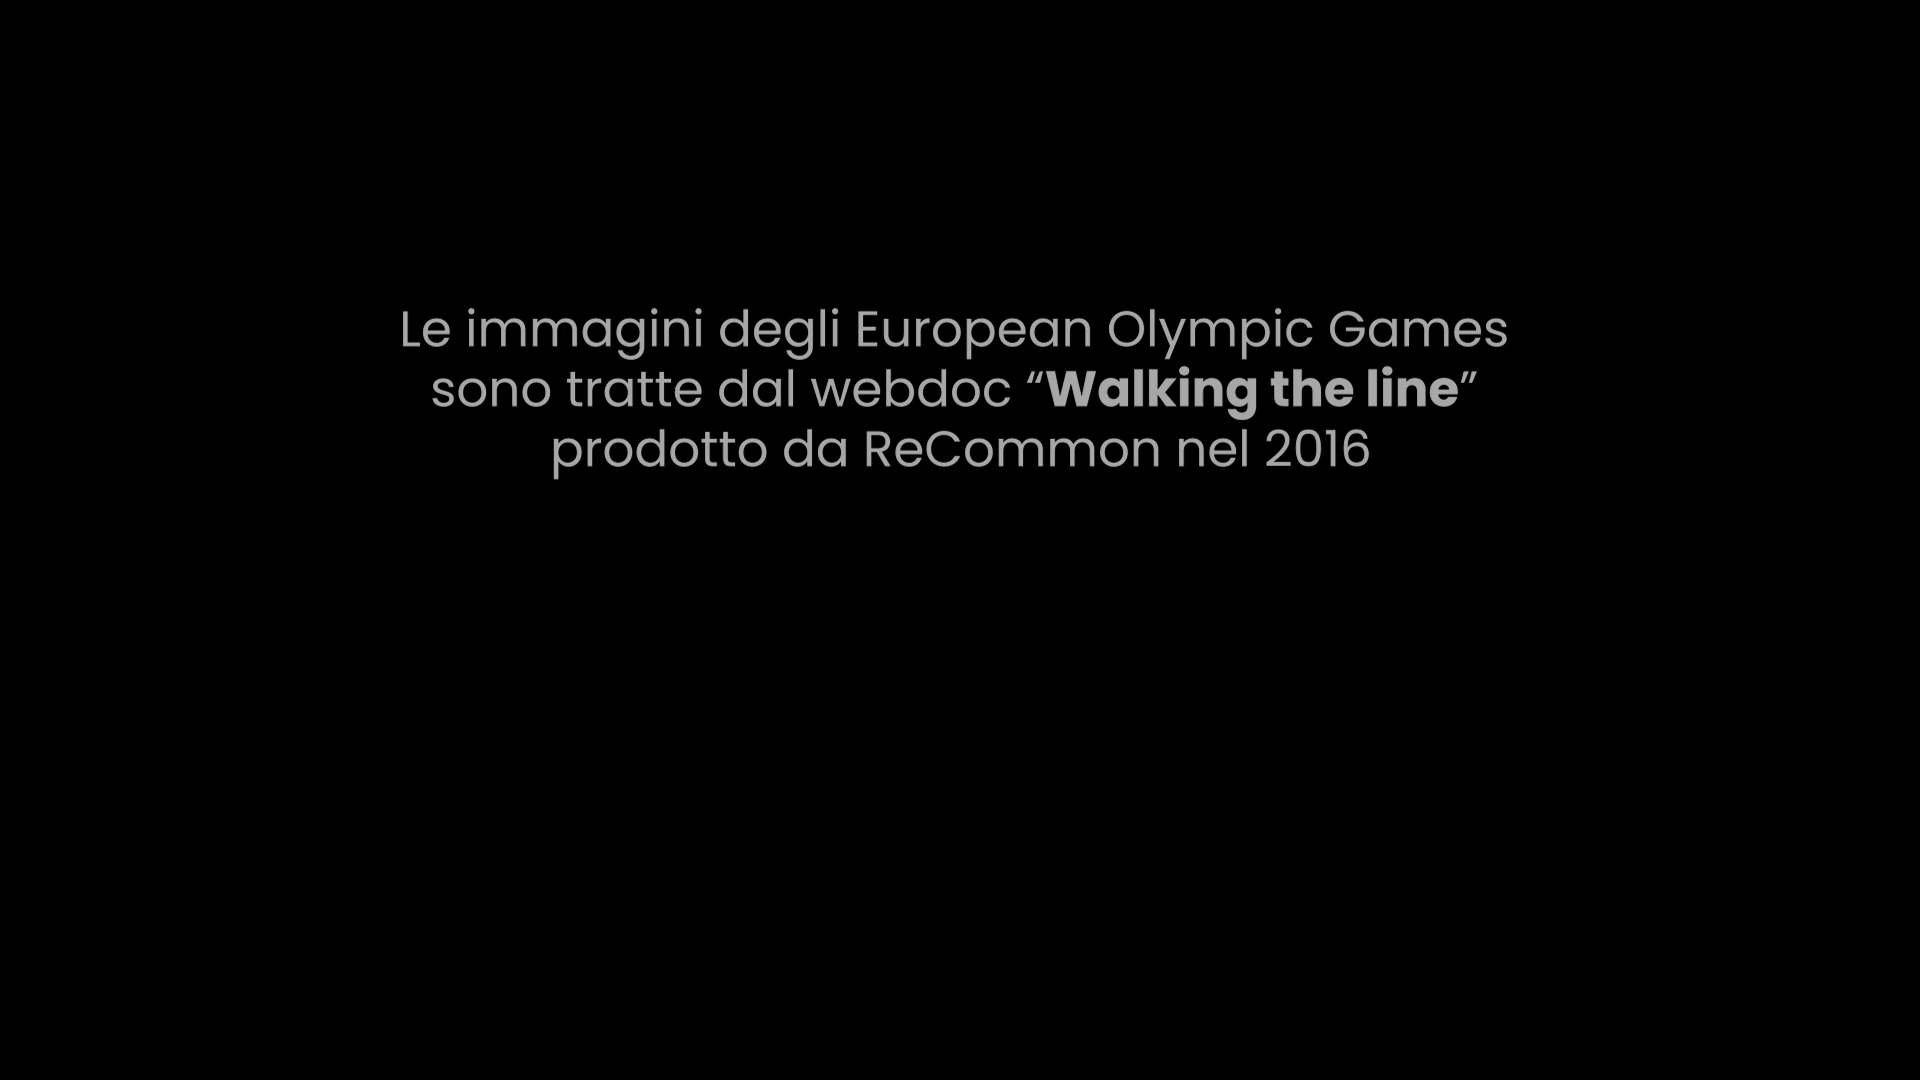 Le immagini degli European Olympic Games
sono tratte dal webdoc “Walking the line”
prodotto da ReCommon nel 2016